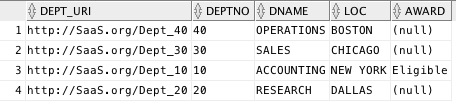 DEPT_URI DEPTNO DNAME LOC AWARD
1 http://SaaS.org/Dept_40 40 OPERATIONS BOSTON (null)
2 http://SaaS.org/Dept_30 30 SALES CHICAGO (null)
3 http://SaaS.org/Dept_10 10 ACCOUNTING NEW YORK Eligible
4 http://SaaS.org/Dept_20 20 RESEARCH DALLAS (null)